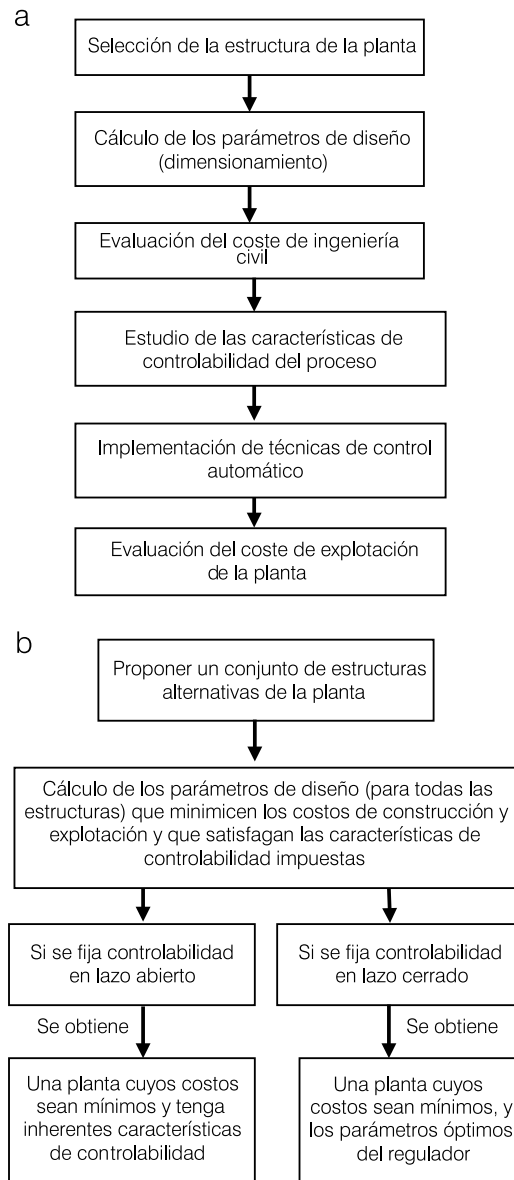 a
Selección de la estructura de la planta
Cálculo de los parámetros de diseño
(dimensionamiento)
Evaluación del coste de ingeniería
civil
Estudio de las características de
controlabilidad del proceso
Implementación de técnicas de control
automático
Evaluación del coste de explotación
de la planta
b
Proponer un conjunto de estructuras
alternativas de la planta
Cálculo de los parámetros de diseño (para todas las
estructuras) que minimicen los costos de construcción y
explotación y que satisfagan las características de
controlabilidad impuestas
Si se fija controlabilidad
en lazo abierto
Si se fija controlabilidad
en lazo cerrado
Se obtiene
Se obtiene
Una planta cuyos costos
sean mínimos y tenga
inherentes características
de controlabilidad
Una planta cuyos
costos sean mínimos, y
los parámetros óptimos
del regulador